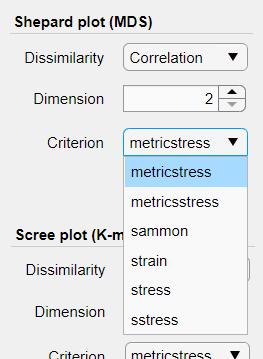 Shepard plot (MDS)
Dissimilarity Correlation
Dimension 2
Criterion metricstress
metricstress
metricsstress
sammon
strain
stress
sstress
Scree plot (K-m
Dissimilarity
Dimension
Criterion metricstress